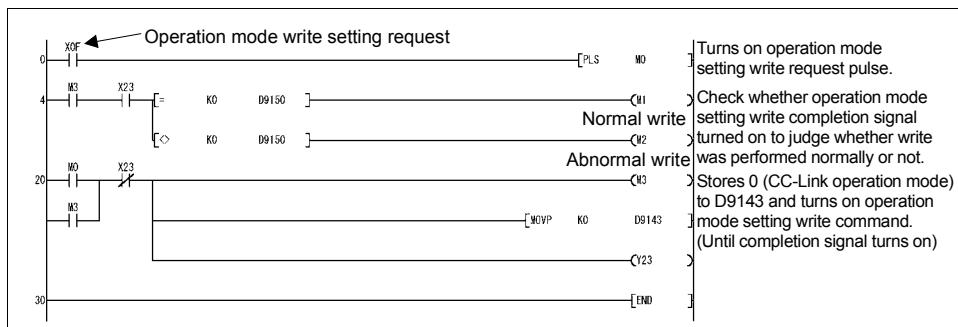 X0F Operation mode write setting request
0 [PLS M0 ] Turns on operation mode
setting write request pulse.
4 M3 X23 [= K0 D9150 ] (M1 ) Check whether operation mode
Normal write setting write completion signal
[<> K0 D9150 ] (M2 ) turned on to judge whether write
Abnormal write was performed normally or not.
20 M0 X23 (M3 ) Stores 0 (CC-Link operation mode)
M3 [MOVP K0 D9143 ] to D9143 and turns on operation
mode setting write command.
(Until completion signal turns on)
(Y23 )
30 [END ]